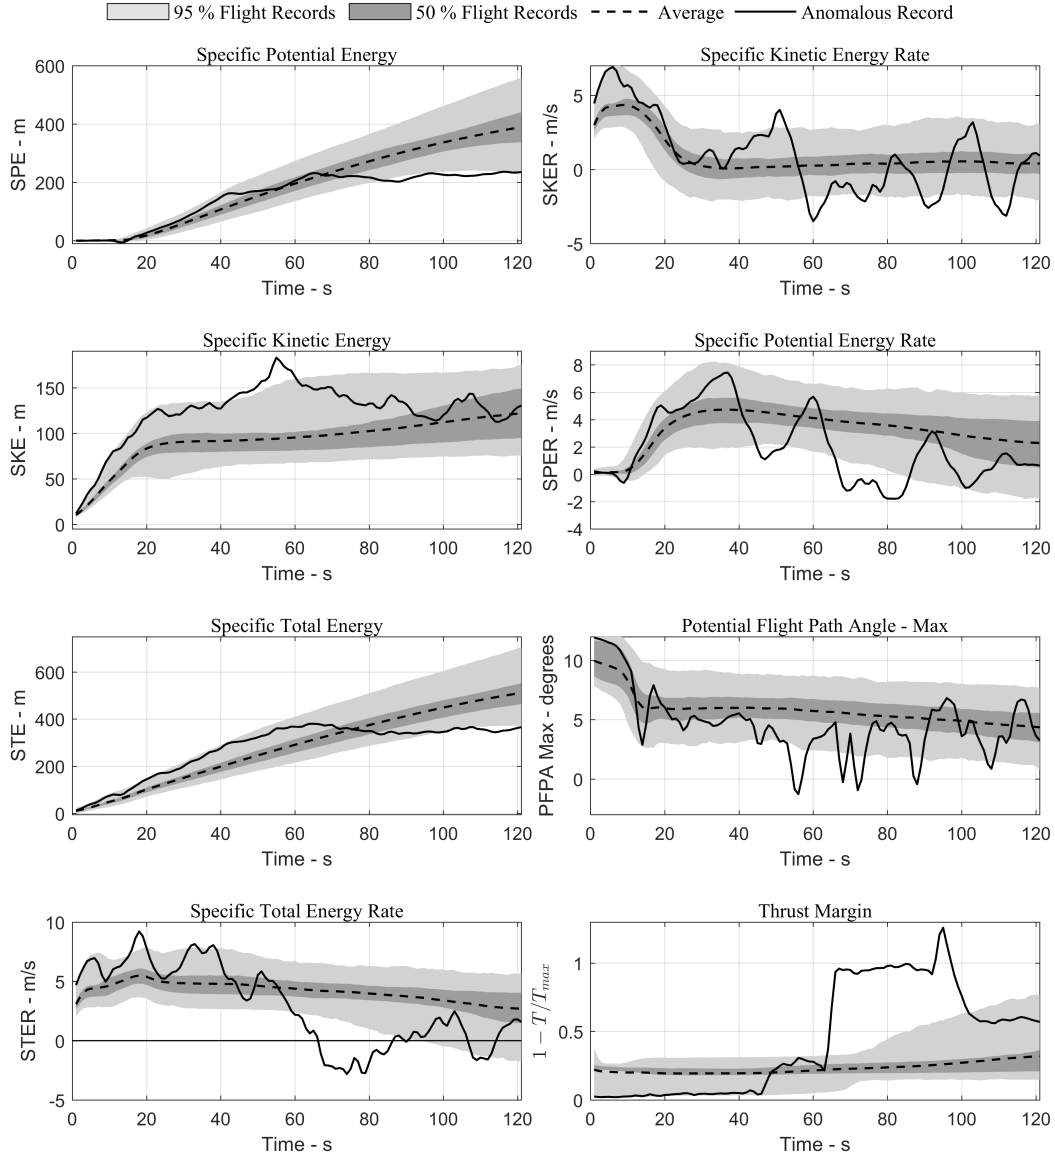 95 % Flight Records 50 % Flight Records Average Anomalous Record
Specific Potential Energy
600
400
200
0
SPE - m
0 20 40 60 80 100 120
Time - s
Specific Kinetic Energy Rate
5
0
-5
SKER - m/s
0 20 40 60 80 100 120
Time - s
Specific Kinetic Energy
150
100
50
0
SKE - m
0 20 40 60 80 100 120
Time - s
Specific Potential Energy Rate
8
6
4
2
0
-2
-4
SPER - m/s
0 20 40 60 80 100 120
Time - s
Specific Total Energy
600
400
200
0
STE - m
0 20 40 60 80 100 120
Time - s
Potential Flight Path Angle - Max
10
5
0
PFPA Max - degrees
0 20 40 60 80 100 120
Time - s
Specific Total Energy Rate
10
5
0
-5
STER - m/s
0 20 40 60 80 100 120
Time - s
Thrust Margin
1
0.5
0
1 − T/T_max
0 20 40 60 80 100 120
Time - s